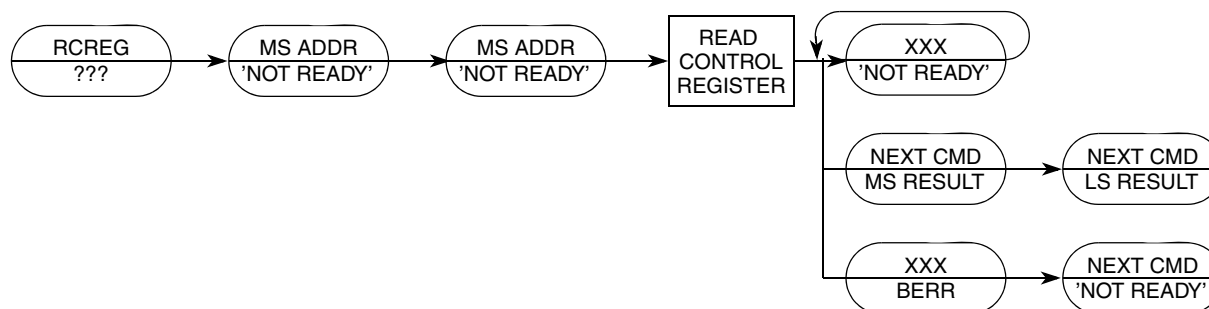 RCREG
???
MS ADDR
'NOT READY'
MS ADDR
'NOT READY'
READ
CONTROL
REGISTER
XXX
'NOT READY'
NEXT CMD
MS RESULT
NEXT CMD
LS RESULT
XXX
BERR
NEXT CMD
'NOT READY'